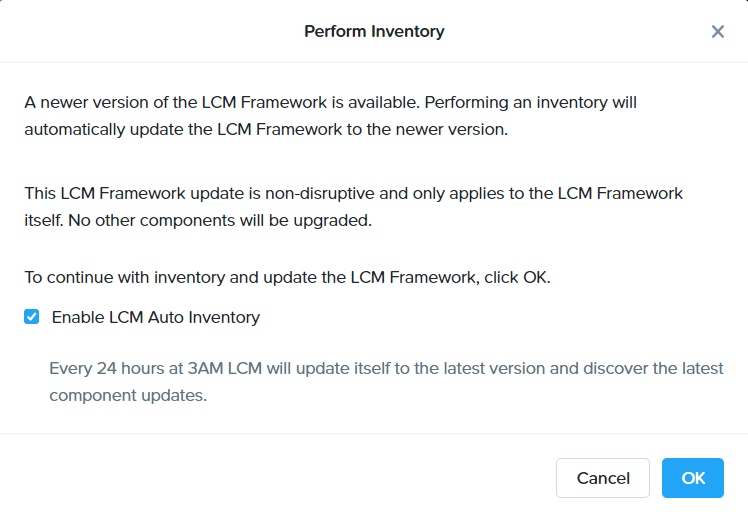 Perform Inventory
A newer version of the LCM Framework is available. Performing an inventory will
automatically update the LCM Framework to the newer version.
This LCM Framework update is non-disruptive and only applies to the LCM Framework
itself. No other components will be upgraded.
To continue with inventory and update the LCM Framework, click OK.
Enable LCM Auto Inventory
Every 24 hours at 3AM LCM will update itself to the latest version and discover the latest
component updates.
Cancel
OK